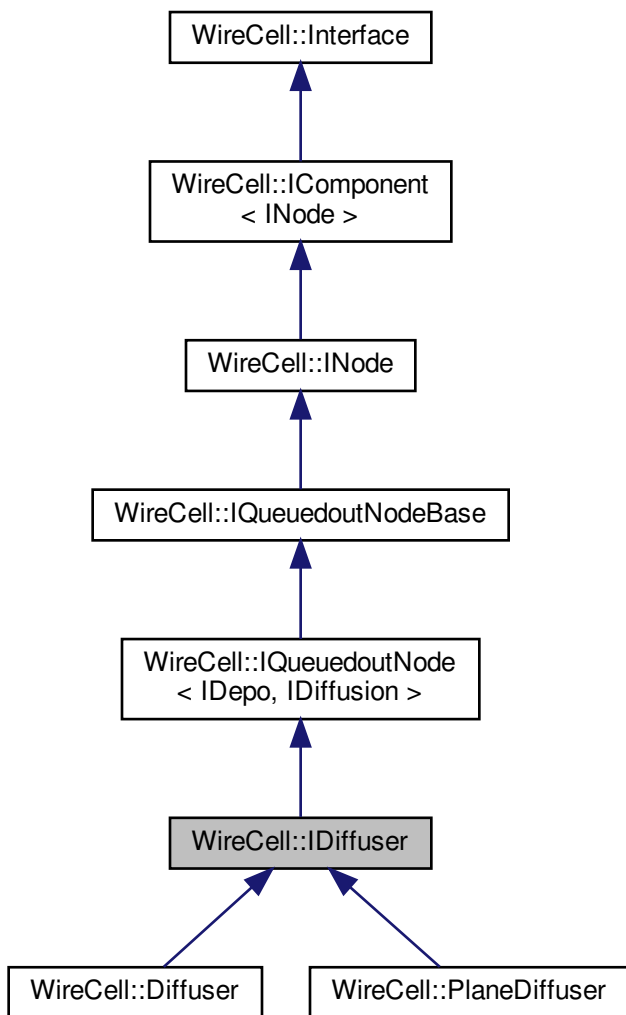 WireCell::Interface
WireCell::IComponent
< INode >
WireCell::INode
WireCell::IQueuedoutNodeBase
WireCell::IQueuedoutNode
< IDepo, IDiffusion >
WireCell::IDiffuser
WireCell::Diffuser
WireCell::PlaneDiffuser